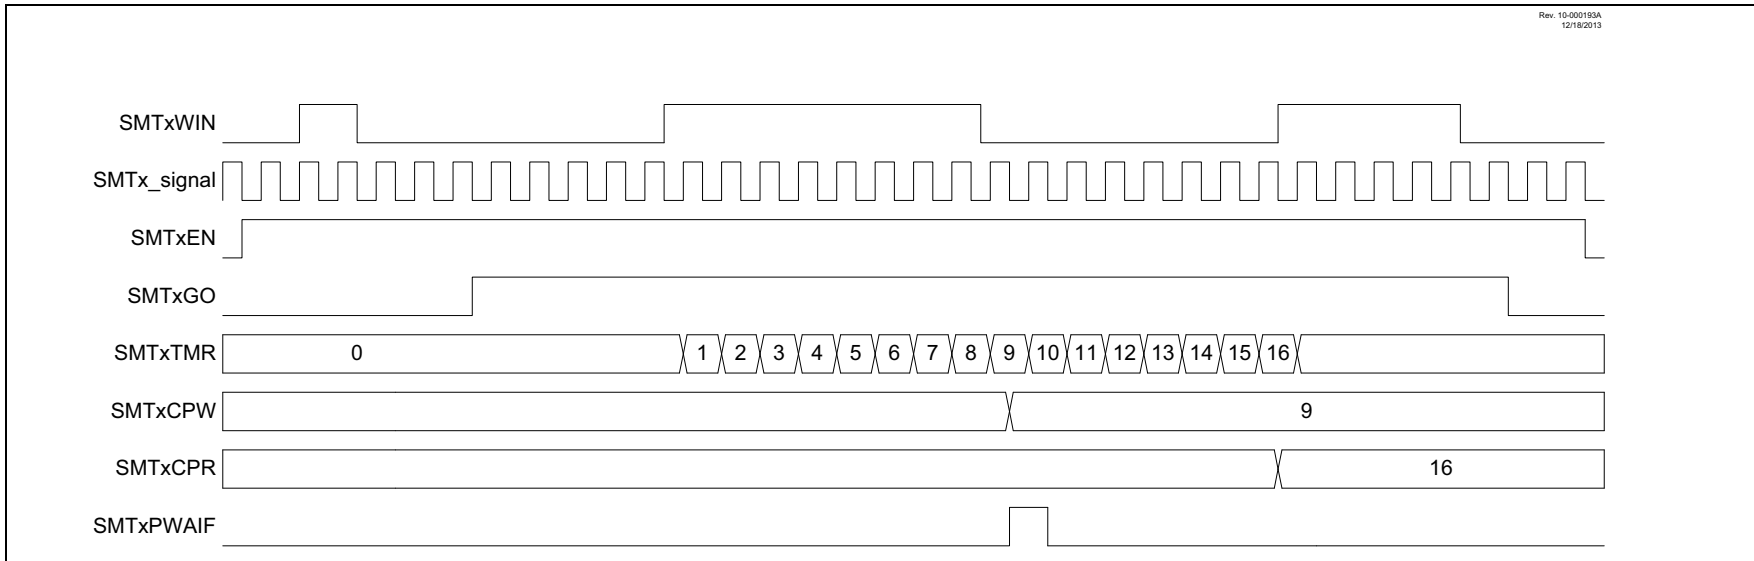 Rev. 10-000193A
12/18/2013
SMTxWIN
SMTx_signal
SMTxEN
SMTxGO
SMTxTMR 0 1 2 3 4 5 6 7 8 9 10 11 12 13 14 15 16
SMTxCPW 9
SMTxCPR 16
SMTxPWAIF